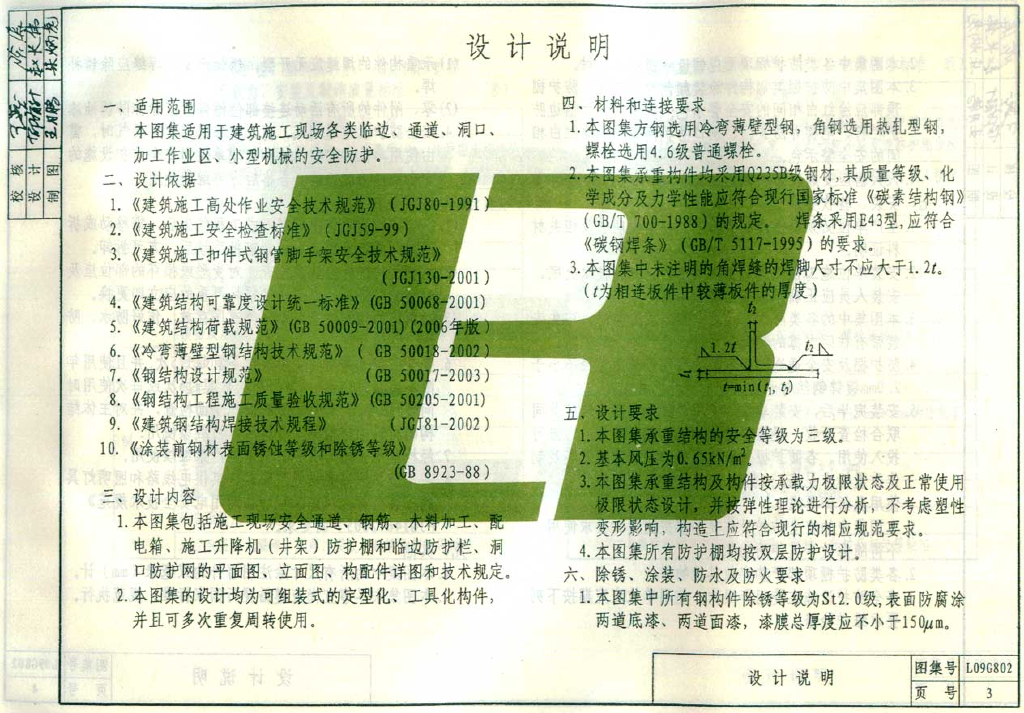 设计说明
一、适用范围
本图集适用于建筑施工现场各类临边、通道、洞口、
加工作业区、小型机械的安全防护。
二、设计依据
1.《建筑施工高处作业安全技术规范》（JGJ80-1991）
2.《建筑施工安全检查标准》（JGJ59-99）
3.《建筑施工扣件式钢管脚手架安全技术规范》
（JGJ130-2001）
4.《建筑结构可靠度设计统一标准》(GB 50068-2001)
5.《建筑结构荷载规范》(GB 50009-2001)(2006年版)
6.《冷弯薄壁型钢结构技术规范》（ GB 50018-2002）
7.《钢结构设计规范》（GB 50017-2003）
8.《钢结构工程施工质量验收规范》(GB 50205-2001)
9.《建筑钢结构焊接技术规程》（JGJ81-2002）
10.《涂装前钢材表面锈蚀等级和除锈等级》
(GB 8923-88)
三、设计内容
1.本图集包括施工现场安全通道、钢筋、木料加工、配
电箱、施工升降机（井架）防护棚和临边防护栏、洞
口防护网的平面图、立面图、构配件详图和技术规定。
2.本图集的设计均为可组装式的定型化、工具化构件，
并且可多次重复周转使用。
四、材料和连接要求
1.本图集方钢选用冷弯薄壁型钢，角钢选用热轧型钢，
螺栓选用4.6级普通螺栓。
2.本图集承重构件均采用Q235B级钢材,其质量等级、化
学成分及力学性能应符合现行国家标准《碳素结构钢》
（GB/T 700-1988）的规定。 焊条采用E43型,应符合
《碳钢焊条》（GB/T 5117-1995）的要求。
3.本图集中未注明的角焊缝的焊脚尺寸不应大于1.2t。
（t为相连板件中较薄板件的厚度）
t₂
1.2t
t₂
t₁
t=min(t₁, t₂)
五、设计要求
1.本图集承重结构的安全等级为三级。
2.基本风压为0.65kN/m²。
3.本图集承重结构及构件按承载力极限状态及正常使用
极限状态设计，并按弹性理论进行分析，不考虑塑性
变形影响，构造上应符合现行的相应规范要求。
4.本图集所有防护棚均按双层防护设计。
六、除锈、涂装、防水及防火要求
1.本图集中所有钢构件除锈等级为St2.0级,表面防腐涂
两道底漆、两道面漆，漆膜总厚度应不小于150μm。
校 核
设 计
制 图
设计说明
图集号 L09G802
页 号 3